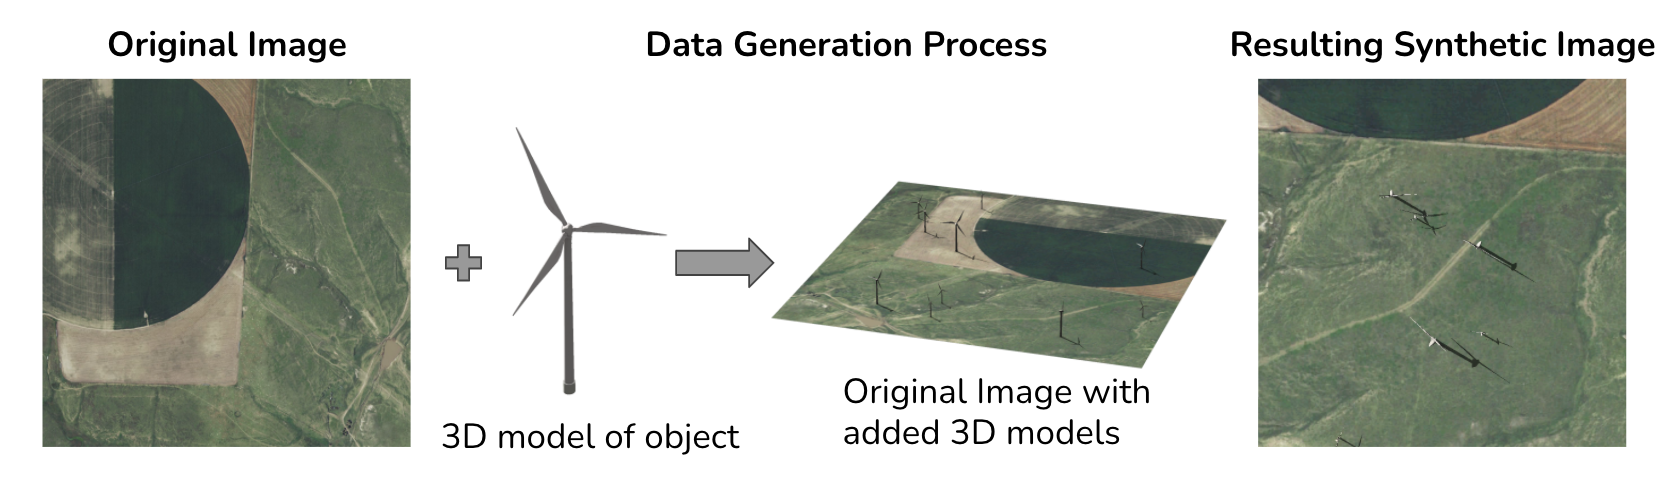 Original Image
Data Generation Process
Resulting Synthetic Image
3D model of object
Original Image with
added 3D models